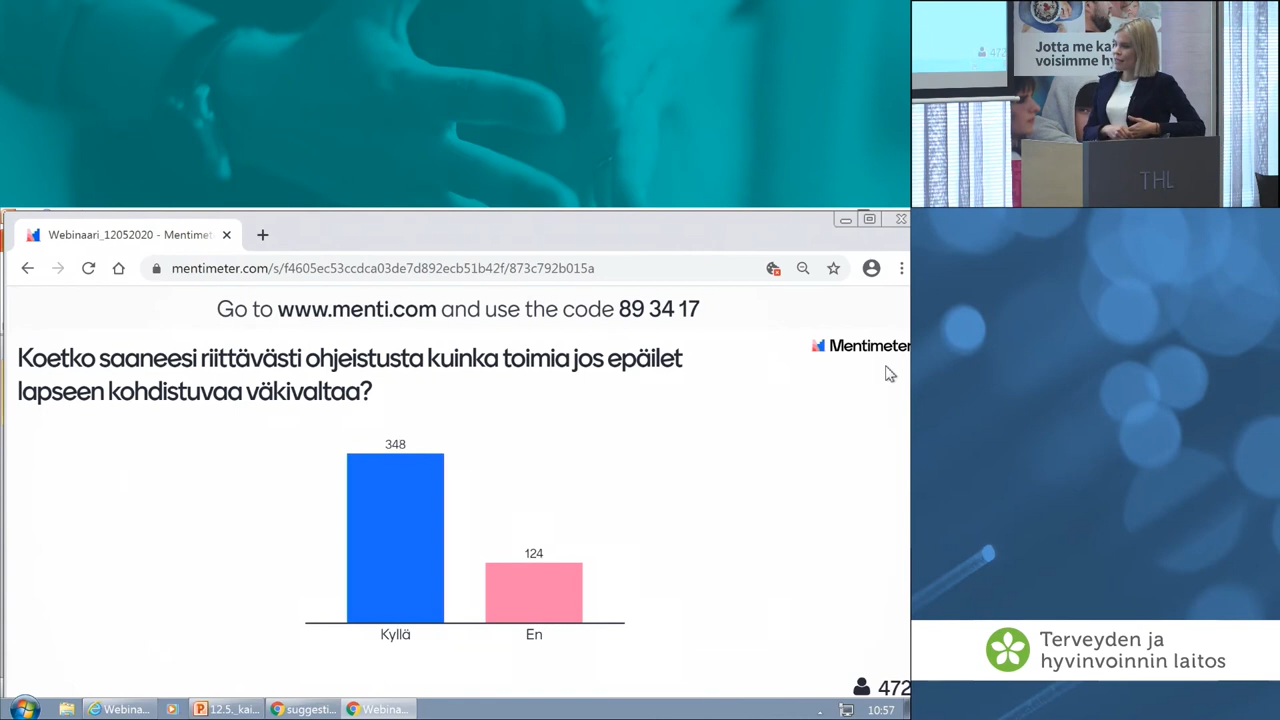 472
Jotta me ka
voisimme hy
THL
Webinaari_12052020 - Mentimet
mentimeter.com/s/f4605ec53ccdca03de7d892ecb51b42f/873c792b015a
Go to www.menti.com and use the code 89 34 17
Mentimeter
Koetko saaneesi riittävästi ohjeistusta kuinka toimia jos epäilet
lapseen kohdistuvaa väkivaltaa?
348
124
Kyllä
En
472
Terveyden ja
hyvinvoinnin laitos
Webina...
12.5._kai...
suggesti...
Webina...
10:57